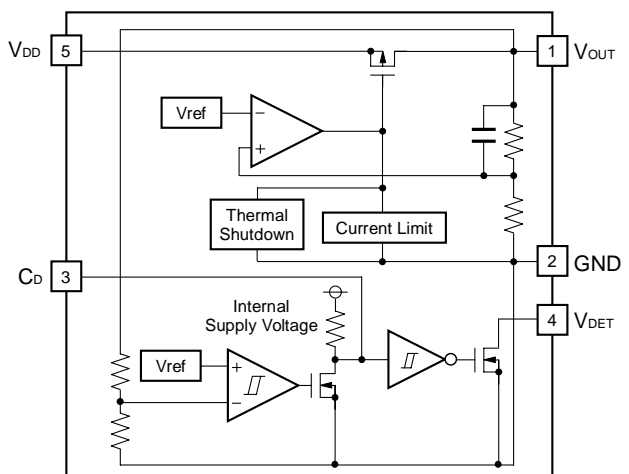 VDD
5
1
VOUT
Vref
−
+
Thermal
Shutdown
Current Limit
CD
3
2
GND
Internal
Supply Voltage
4
VDET
Vref
+
−